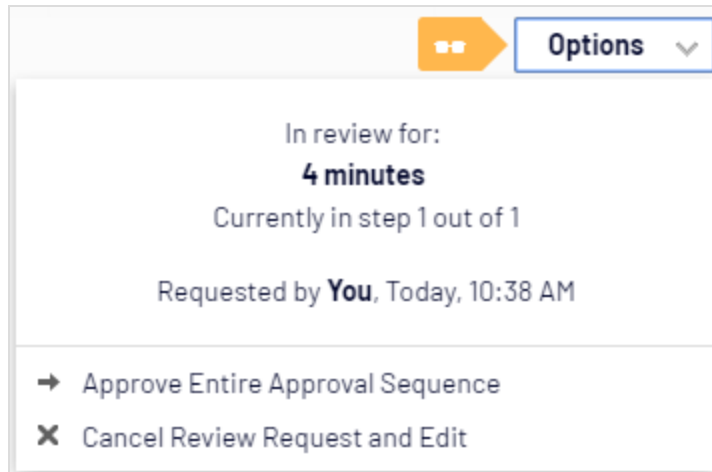 Options
In review for:
4 minutes
Currently in step 1 out of 1
Requested by You, Today, 10:38 AM
Approve Entire Approval Sequence
Cancel Review Request and Edit